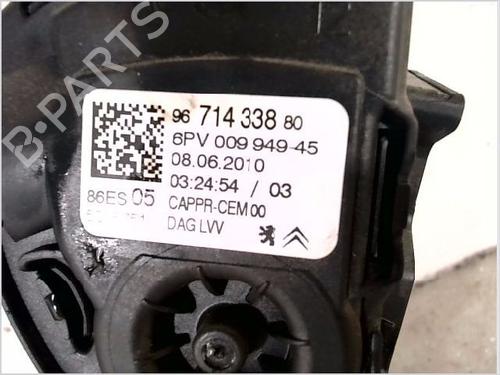 B-PARTS
96 714 338 80
6PV 009 949-45
08.06.2010
03:24:54 / 03
86ES 05 CAPPR-CEM 00
DAG LVV